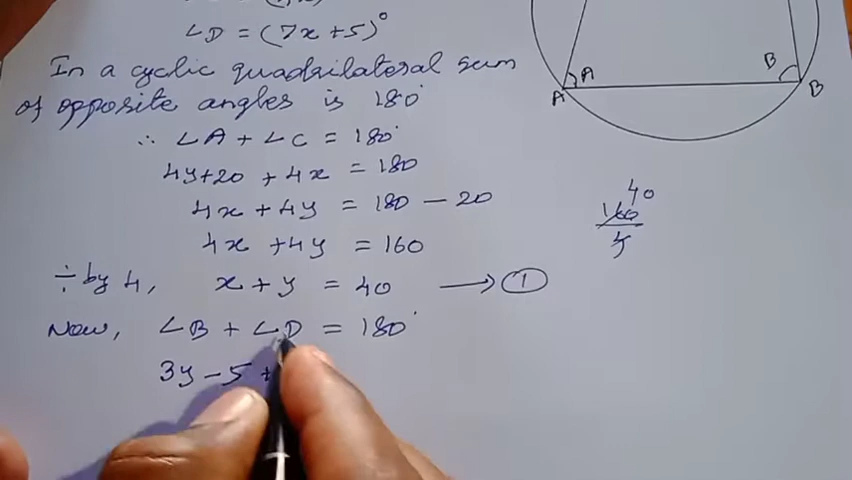 ∠D = (7x+5)°
In a cyclic quadrilateral sum
of opposite angles is 180°
∴ ∠A + ∠C = 180°
4y+20 + 4x = 180
4x + 4y = 180 - 20
4x + 4y = 160
÷ by 4, x + y = 40 → ①
Now, ∠B + ∠D = 180°
3y - 5 +
A
A
B
B
40
160
4